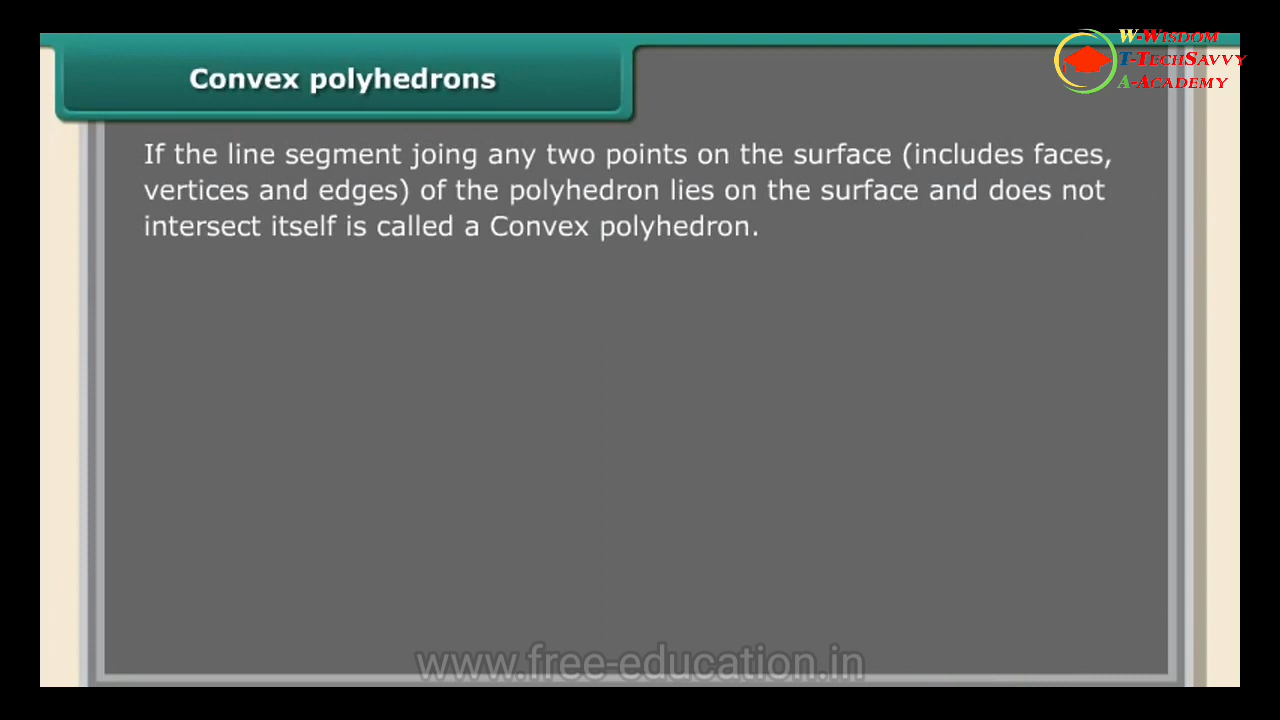 Convex polyhedrons
W-Wisdom
T-TechSavvy
A-Academy
If the line segment joing any two points on the surface (includes faces,
vertices and edges) of the polyhedron lies on the surface and does not
intersect itself is called a Convex polyhedron.
www.free-education.in